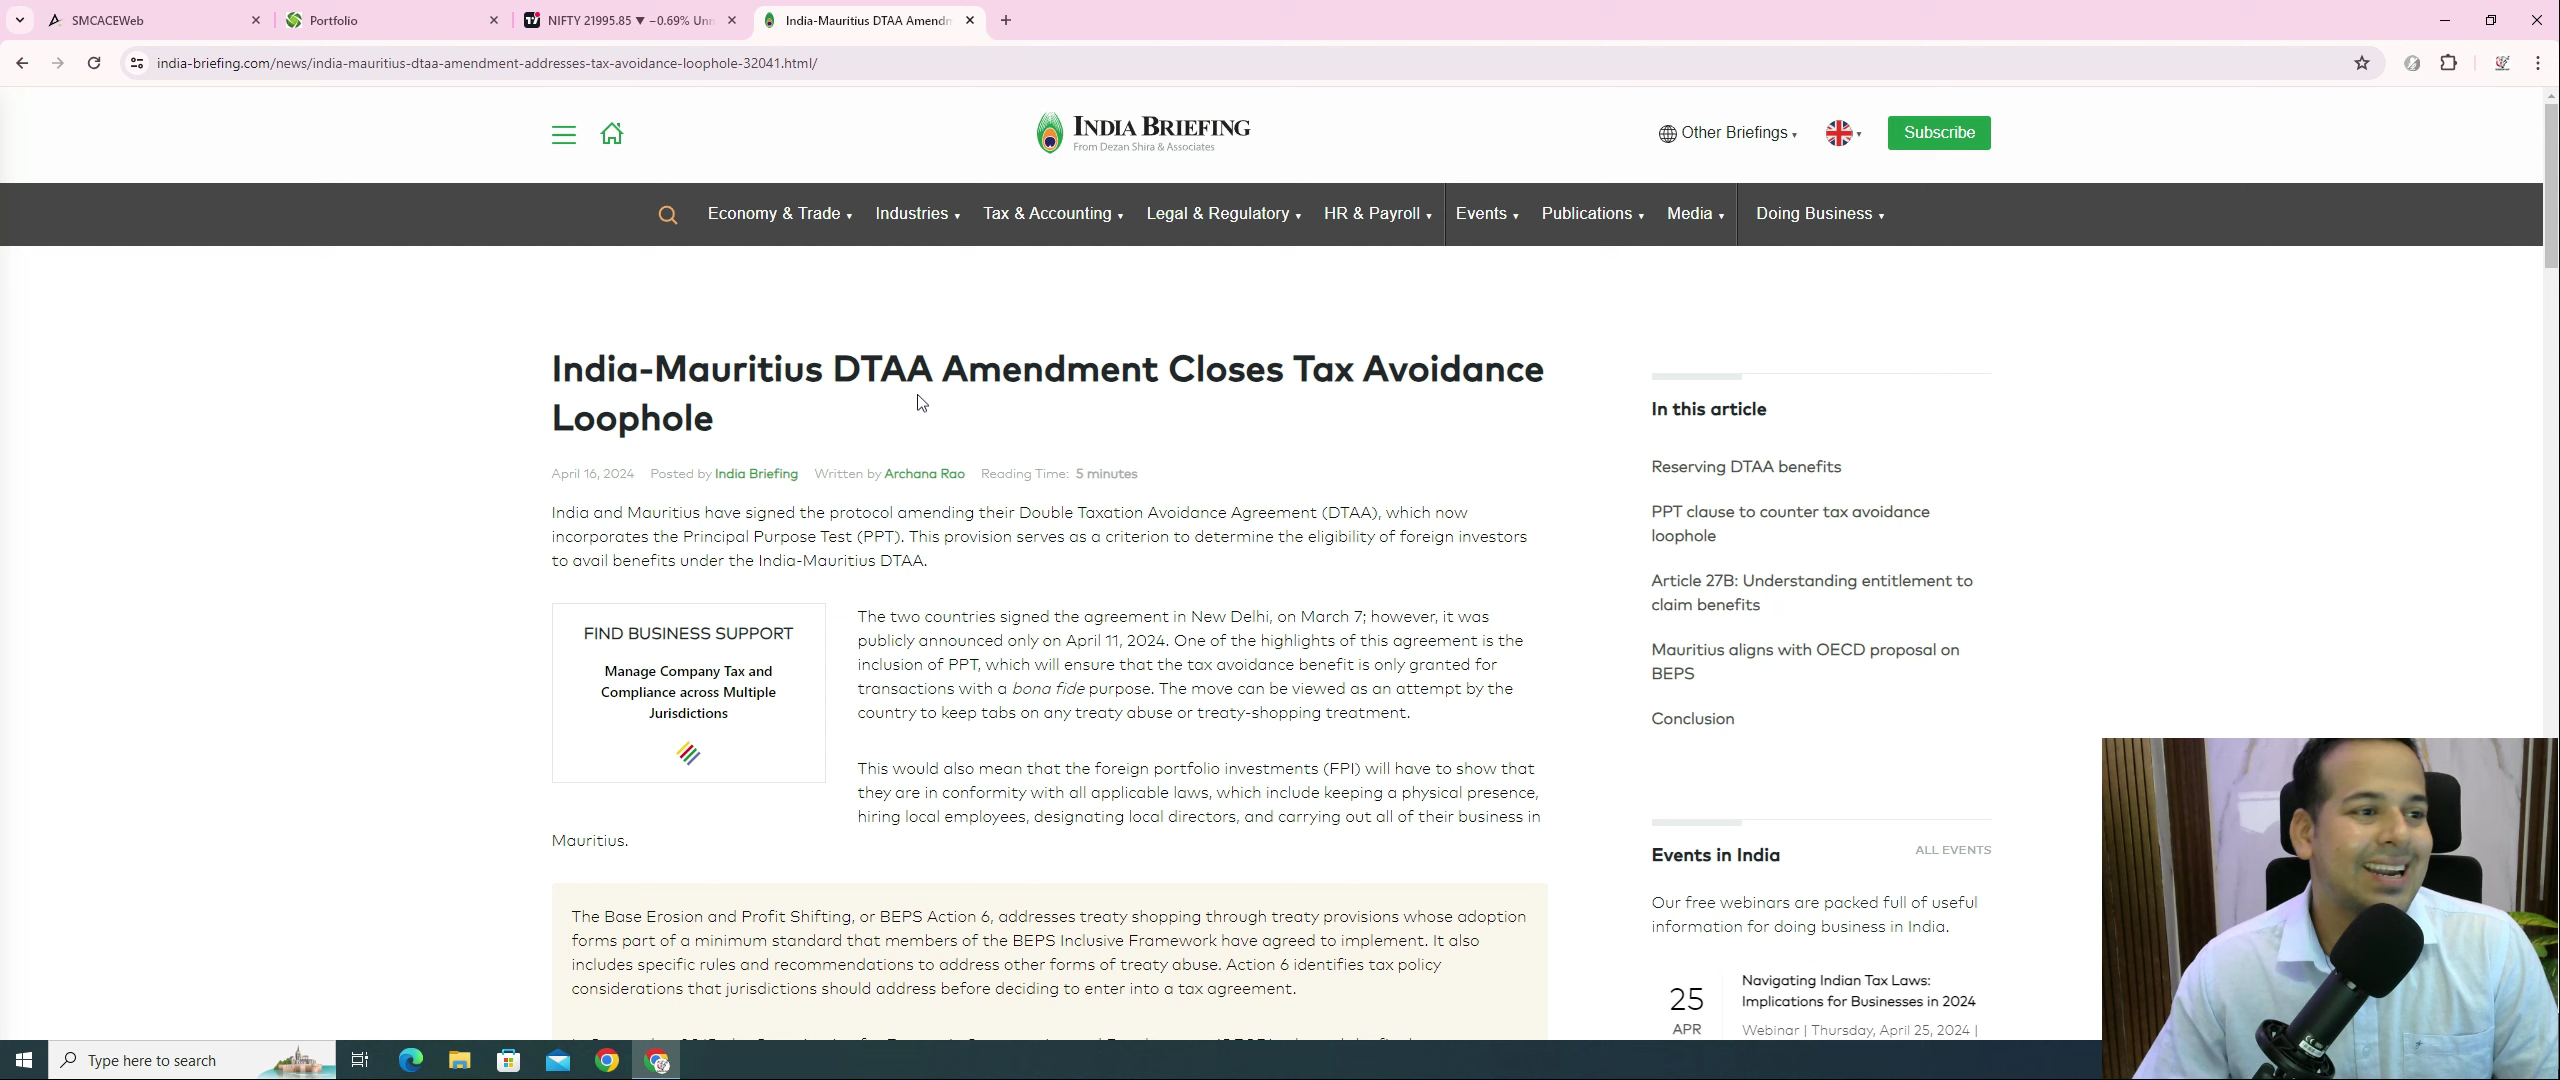 SMCACEWeb
Portfolio
NIFTY 21995.85 ▼ −0.69% Unn
India-Mauritius DTAA Amendm
india-briefing.com/news/india-mauritius-dtaa-amendment-addresses-tax-avoidance-loophole-32041.html/
INDIA BRIEFING
From Dezan Shira & Associates
Other Briefings
Subscribe
Economy & Trade
Industries
Tax & Accounting
Legal & Regulatory
HR & Payroll
Events
Publications
Media
Doing Business
India-Mauritius DTAA Amendment Closes Tax Avoidance
Loophole
April 16, 2024 Posted by India Briefing Written by Archana Rao Reading Time: 5 minutes
India and Mauritius have signed the protocol amending their Double Taxation Avoidance Agreement (DTAA), which now
incorporates the Principal Purpose Test (PPT). This provision serves as a criterion to determine the eligibility of foreign investors
to avail benefits under the India-Mauritius DTAA.
FIND BUSINESS SUPPORT
Manage Company Tax and
Compliance across Multiple
Jurisdictions
The two countries signed the agreement in New Delhi, on March 7; however, it was
publicly announced only on April 11, 2024. One of the highlights of this agreement is the
inclusion of PPT, which will ensure that the tax avoidance benefit is only granted for
transactions with a bona fide purpose. The move can be viewed as an attempt by the
country to keep tabs on any treaty abuse or treaty-shopping treatment.
This would also mean that the foreign portfolio investments (FPI) will have to show that
they are in conformity with all applicable laws, which include keeping a physical presence,
hiring local employees, designating local directors, and carrying out all of their business in
Mauritius.
The Base Erosion and Profit Shifting, or BEPS Action 6, addresses treaty shopping through treaty provisions whose adoption
forms part of a minimum standard that members of the BEPS Inclusive Framework have agreed to implement. It also
includes specific rules and recommendations to address other forms of treaty abuse. Action 6 identifies tax policy
considerations that jurisdictions should address before deciding to enter into a tax agreement.
In this article
Reserving DTAA benefits
PPT clause to counter tax avoidance
loophole
Article 27B: Understanding entitlement to
claim benefits
Mauritius aligns with OECD proposal on
BEPS
Conclusion
Events in India
ALL EVENTS
Our free webinars are packed full of useful
information for doing business in India.
25
APR
Navigating Indian Tax Laws:
Implications for Businesses in 2024
Webinar | Thursday, April 25, 2024 |
Type here to search